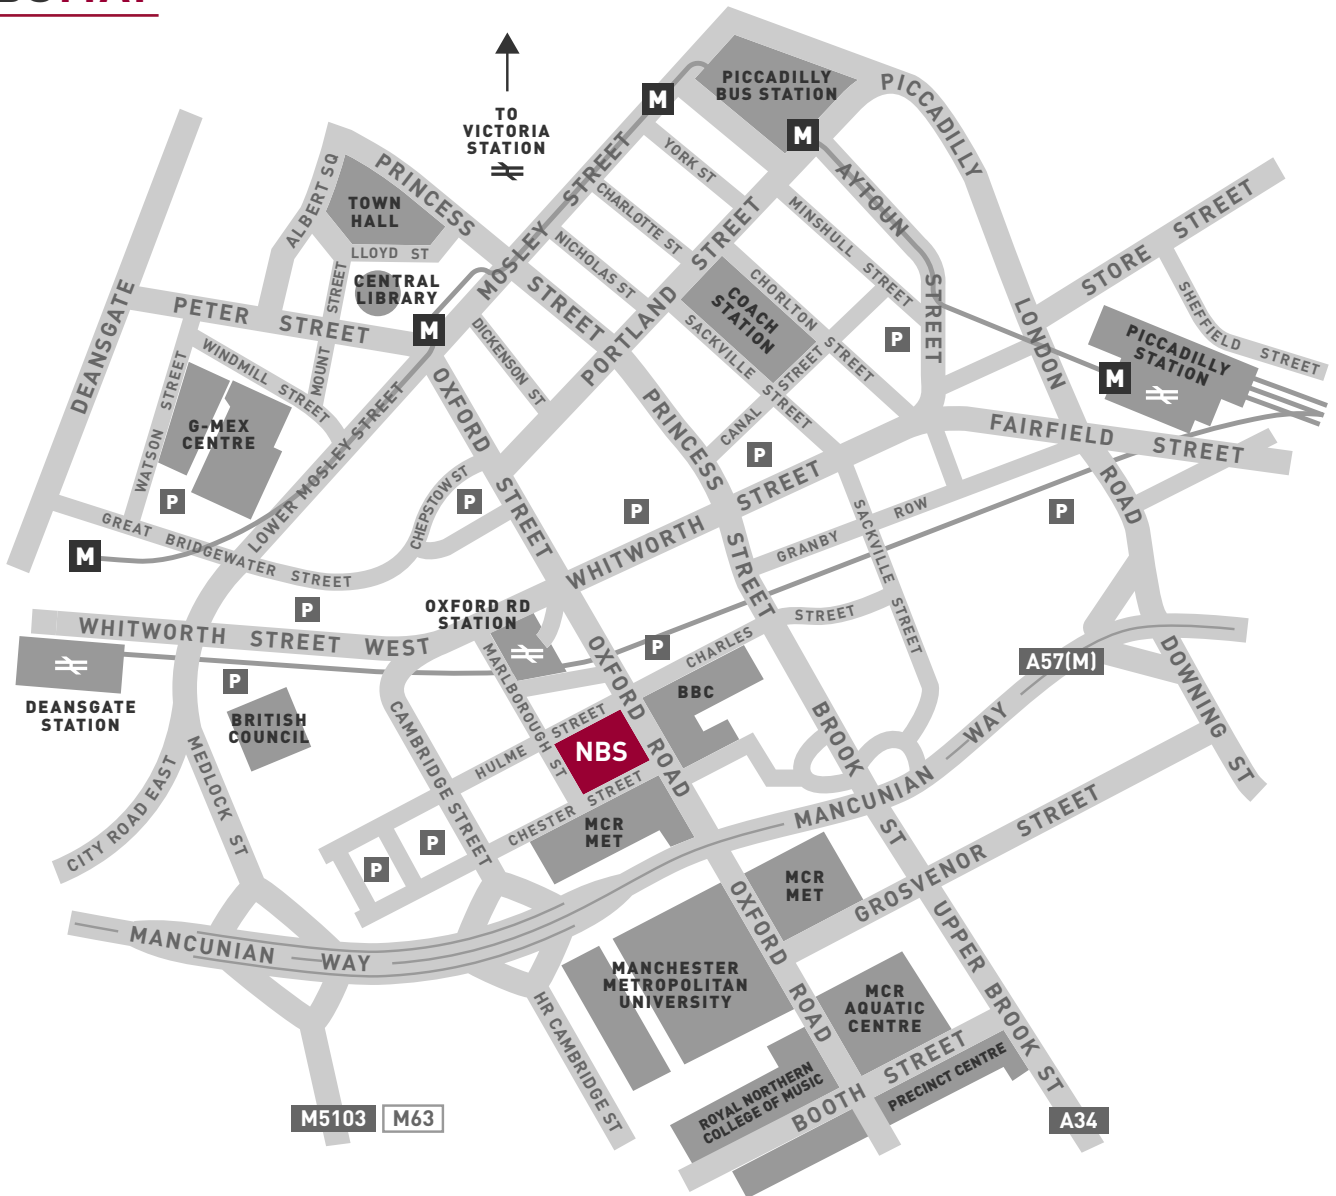 TO
VICTORIA
STATION
PICCADILLY
BUS STATION
M
M
PICCADILLY
YORK ST
AYTOUN
STREET
MOSLEY STREET
PRINCESS
STREET
ALBERT SQ
TOWN
HALL
LLOYD ST
CENTRAL
LIBRARY
CHARLOTTE ST
NICHOLAS ST
PORTLAND STREET
MINSHULL STREET
CHORLTON
STREET
COACH
STATION
SACKVILLE
STREET
STORE STREET
SHEFFIELD
STREET
DEANSGATE
PETER STREET
MOUNT STREET
M
DICKENSON ST
P
LONDON
ROAD
PICCADILLY
STATION
M
WINDMILL STREET
WATSON STREET
G-MEX
CENTRE
LOWER MOSLEY STREET
OXFORD
STREET
PRINCESS
STREET
CANAL STREET
P
FAIRFIELD STREET
P
CHEPSTOW ST
P
P
P
WHITWORTH STREET
GRANBY ROW
SACKVILLE STREET
M
GREAT BRIDGEWATER STREET
P
OXFORD RD
STATION
WHITWORTH STREET WEST
CHARLES STREET
P
A57(M)
DEANSGATE
STATION
P
BRITISH
COUNCIL
MARLBOROUGH ST
OXFORD
ROAD
BBC
BROOK
ST
DOWNING ST
NBS
HULME STREET
CAMBRIDGE STREET
CHESTER STREET
MEDLOCK ST
CITY ROAD EAST
MANCUNIAN WAY
MCR
MET
P
P
MCR
MET
GROSVENOR STREET
OXFORD
ROAD
UPPER BROOK ST
MANCUNIAN WAY
MANCHESTER
METROPOLITAN
UNIVERSITY
MCR
AQUATIC
CENTRE
HR CAMBRIDGE ST
BOOTH STREET
PRECINCT CENTRE
ROYAL NORTHERN
COLLEGE OF MUSIC
M5103
M63
A34